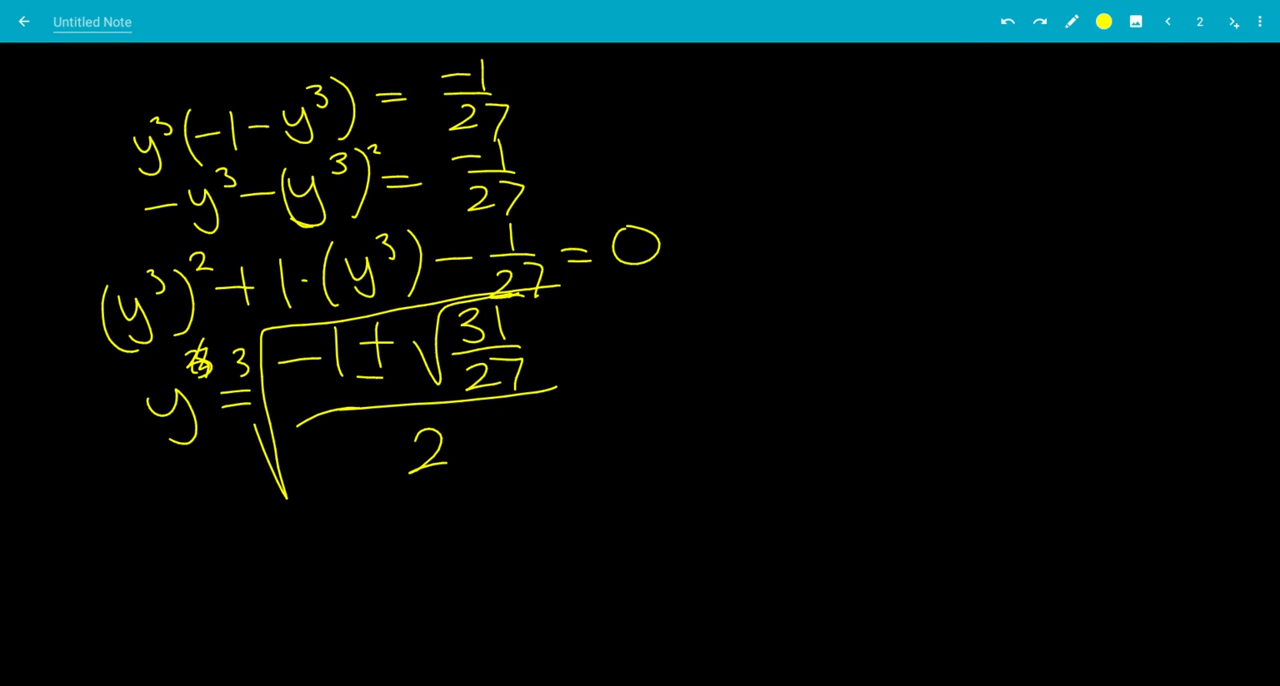 Untitled Note
2
y³(-1-y³) = -1/27
-y³-(y³)² = -1/27
(y³)²+1·(y³)-1/27=0
y=∛((-1±√(31/27))/2)